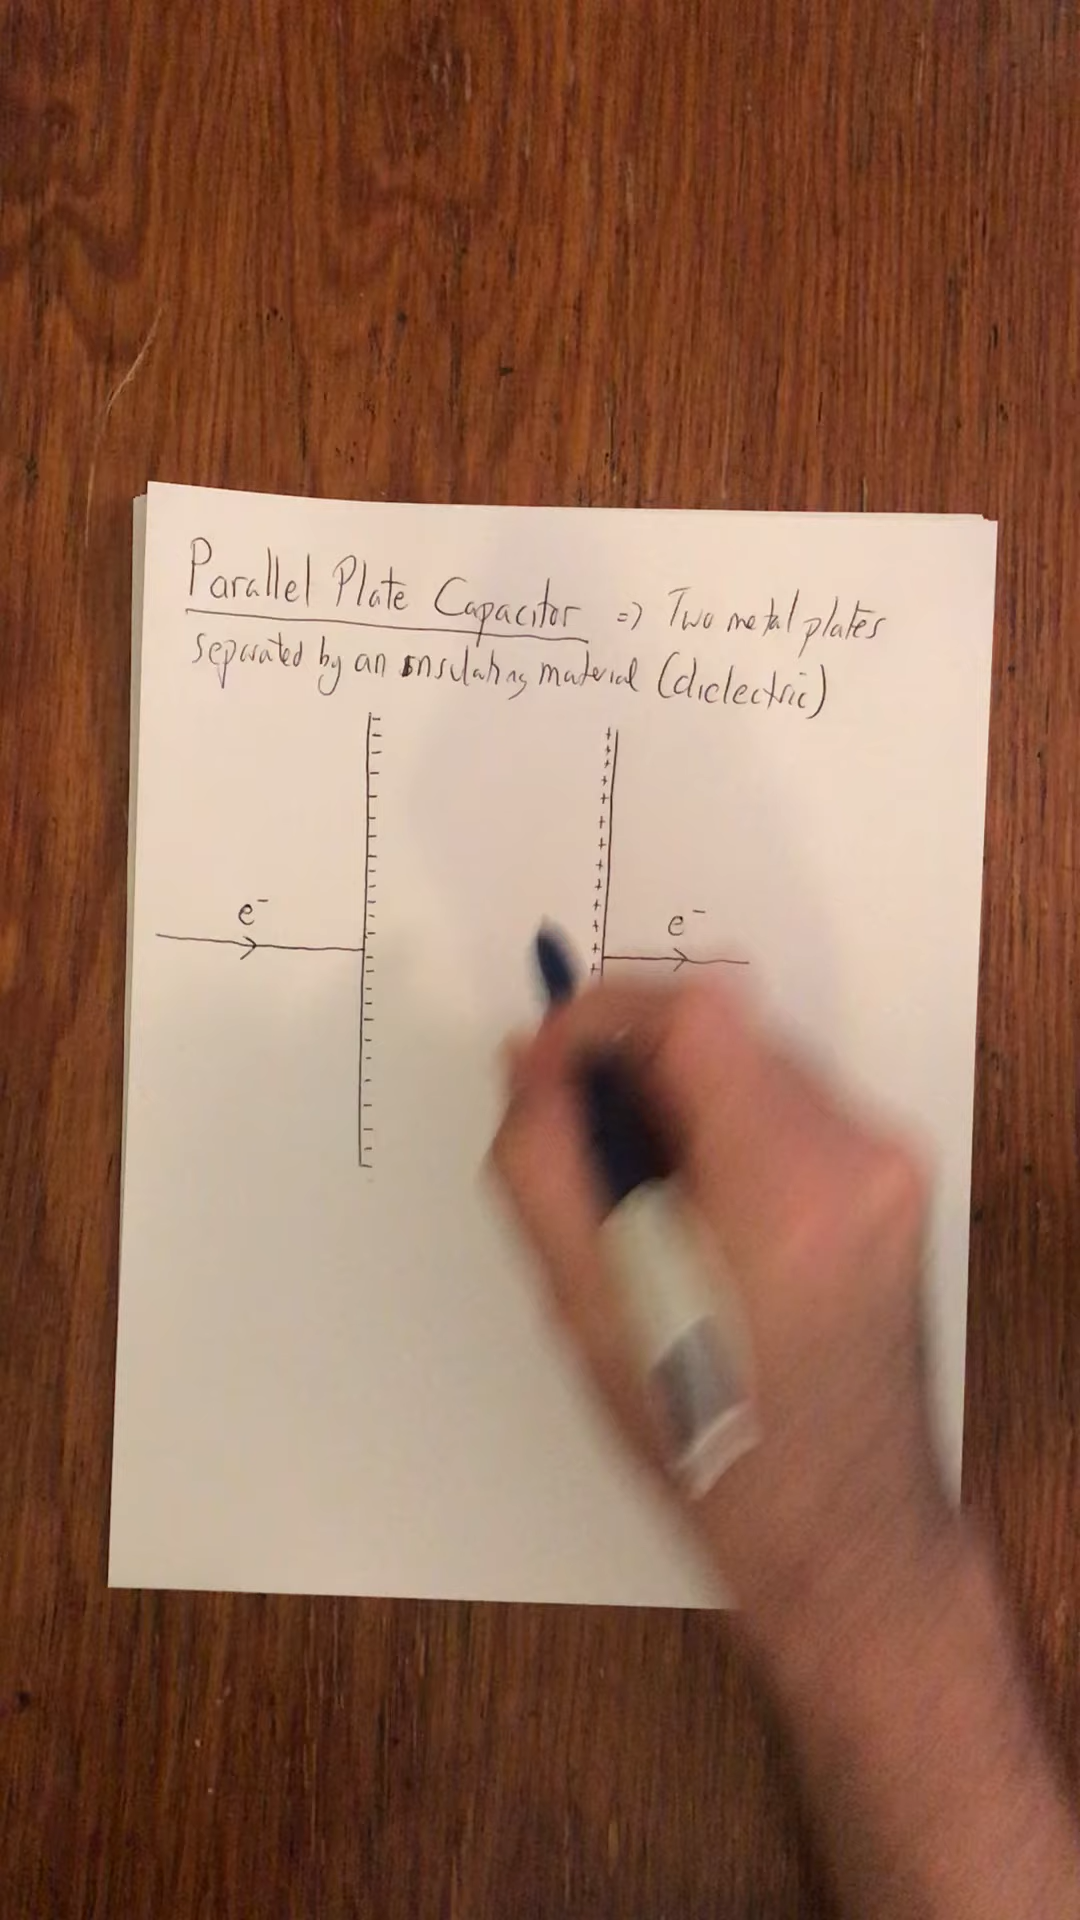 Parallel Plate Capacitor => Two metal plates
separated by an insulating material (dielectric)
e⁻
e⁻